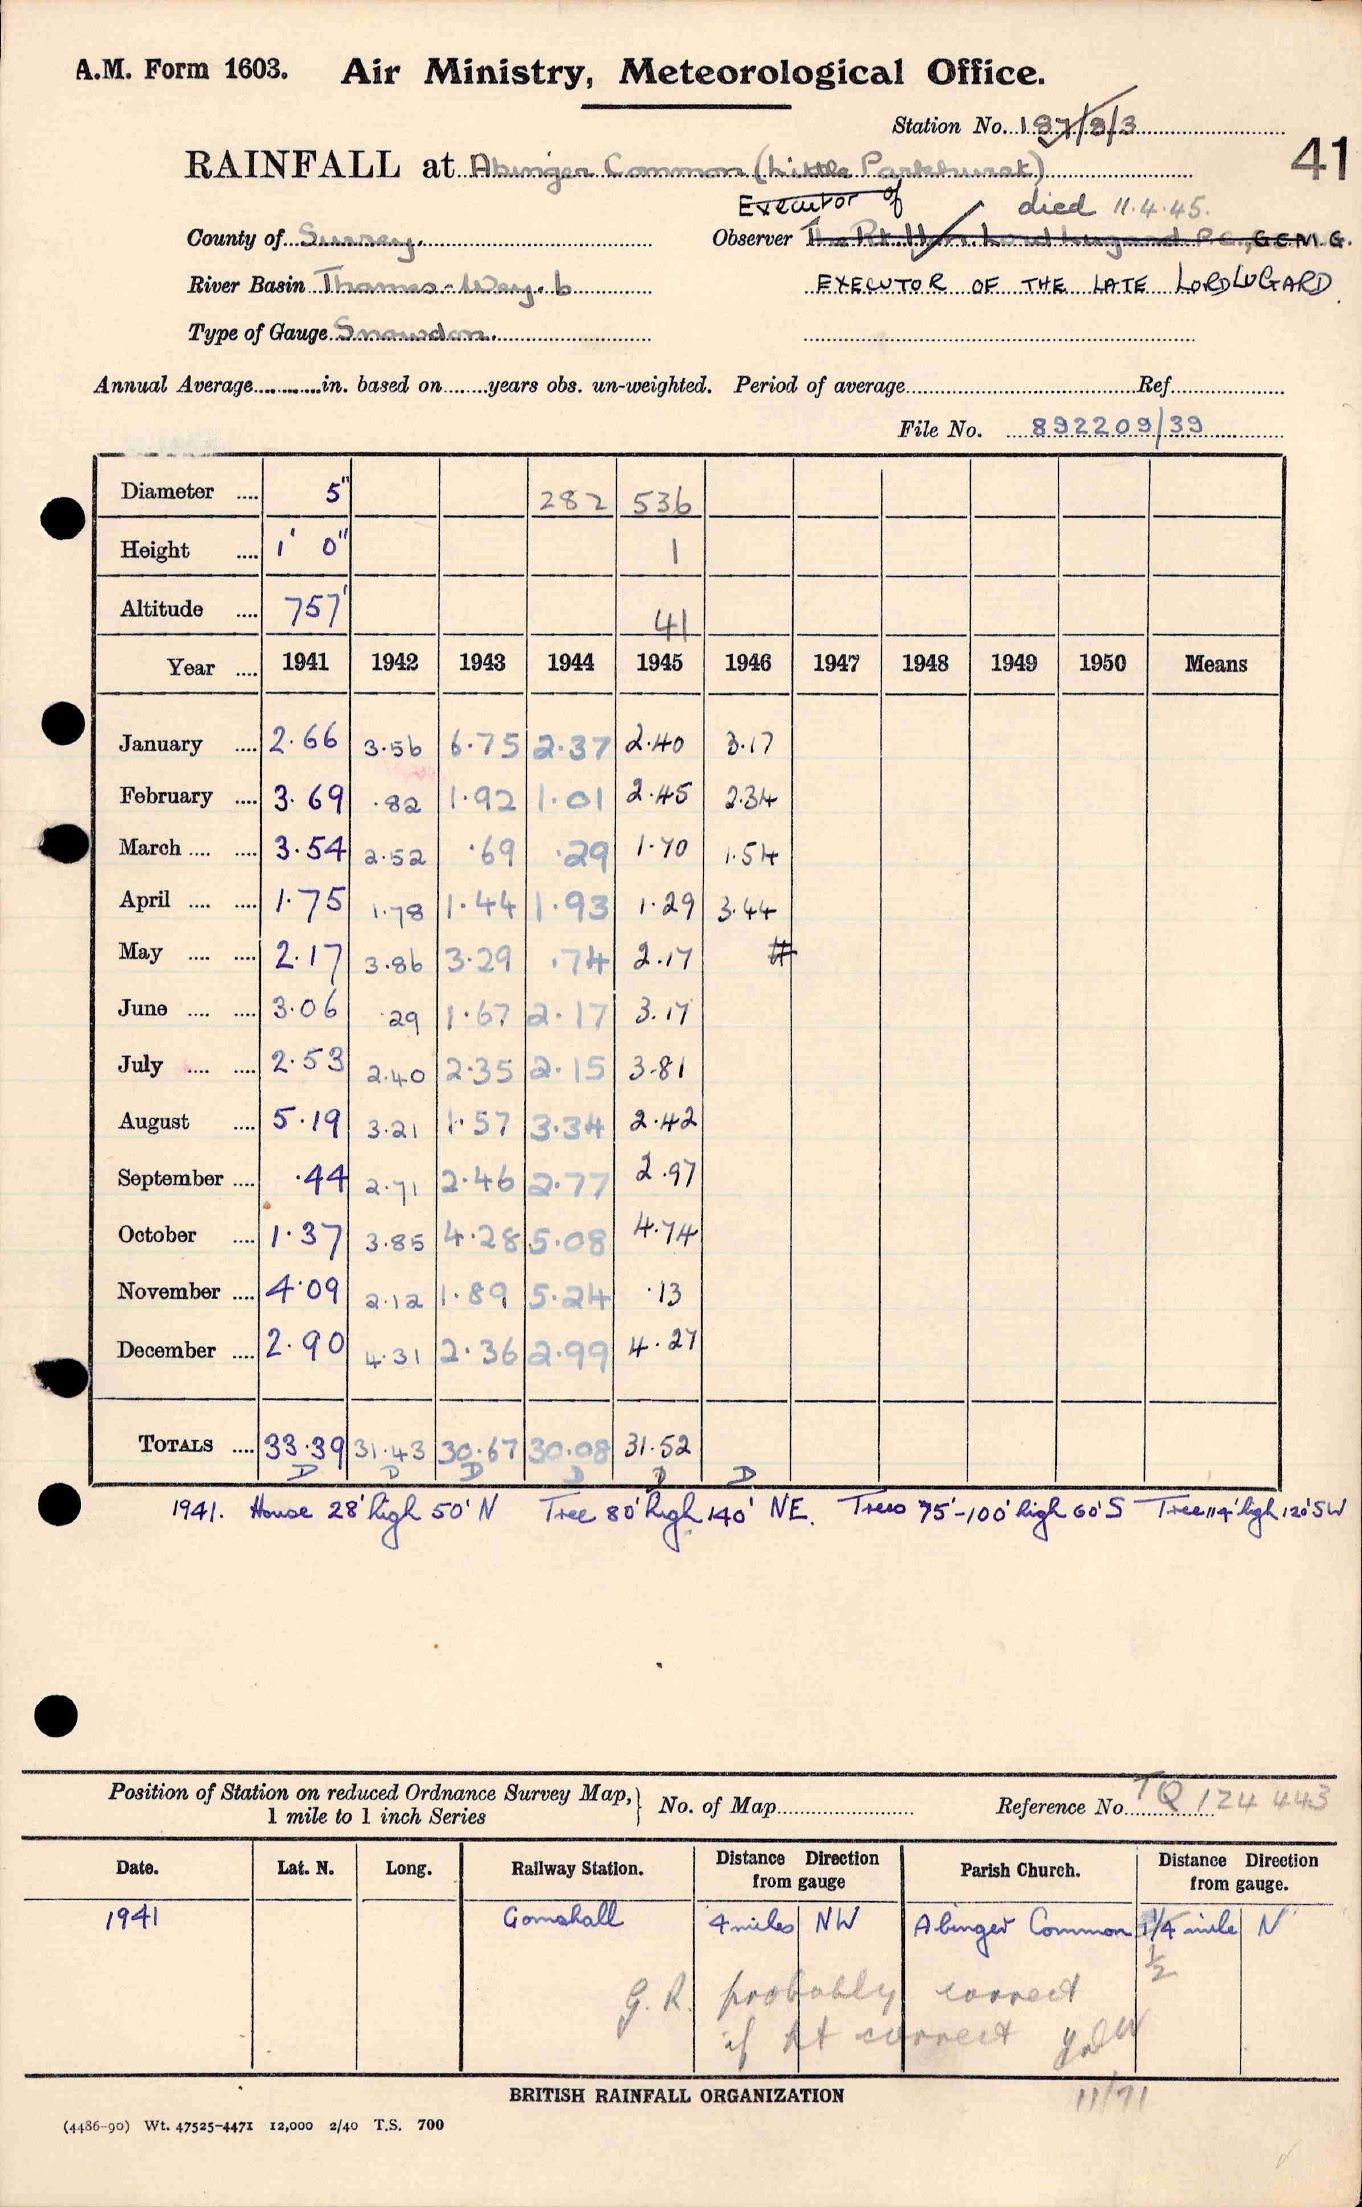 A.M. Form 1603. Air Ministry, Meteorological Office.
Station No. 187/8/3
41
RAINFALL at Abinger Common (Little Parkhurst)
Executor of died 11.4.45.
County of Surrey. Observer The Rt. Hon. Lord Lugard P.C., G.C.M.G.
River Basin Thames-Wey. b EXECUTOR OF THE LATE LORD LUGARD.
Type of Gauge Snowdon.
Annual Average in. based on years obs. un-weighted. Period of average Ref.
File No. 892209/39
Diameter .... 5" 282 536
Height .... 1' 0" 1
Altitude .... 757' 41
Year .... 1941 1942 1943 1944 1945 1946 1947 1948 1949 1950 Means
January .... 2.66 3.56 6.75 2.37 2.40 3.17
February .... 3.69 .82 1.92 1.01 2.45 2.34
March .... .... 3.54 2.52 .69 .29 1.70 1.54
April .... .... 1.75 1.78 1.44 1.93 1.29 3.44
May .... .... 2.17 3.86 3.29 .74 2.17 #
June .... .... 3.06 .29 1.67 2.17 3.17
July .... .... 2.53 2.40 2.35 2.15 3.81
August .... 5.19 3.21 1.57 3.34 2.42
September .... .44 2.71 2.46 2.77 2.97
October .... 1.37 3.85 4.28 5.08 4.74
November .... 4.09 2.12 1.89 5.24 .13
December .... 2.90 4.31 2.36 2.99 4.27
TOTALS .... 33.39 31.43 30.67 30.08 31.52
D D D D D D
1941. House 28' high 50' N Tree 80' high 140' NE. Trees 75'-100' high 60' S Tree 114' high 120' SW
Position of Station on reduced Ordnance Survey Map, 1 mile to 1 inch Series } No. of Map Reference No. TQ 124 443
Date. Lat. N. Long. Railway Station. Distance Direction from gauge Parish Church. Distance Direction from gauge.
1941 Gomshall 4 miles NW Abinger Common 1/4 mile N
1/2
G.R. probably correct
if ht correct
11/71
BRITISH RAINFALL ORGANIZATION
(4486-90) Wt. 47525-4471 12,000 2/40 T.S. 700